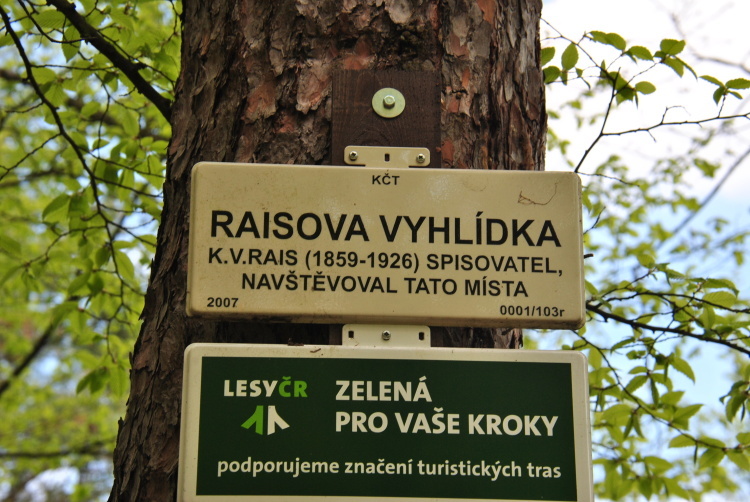 KČT
RAISOVA VYHLÍDKA
K.V.RAIS (1859-1926) SPISOVATEL,
NAVŠTĚVOVAL TATO MÍSTA
2007 0001/103r
LESYČR
ZELENÁ
PRO VAŠE KROKY
podporujeme značení turistických tras